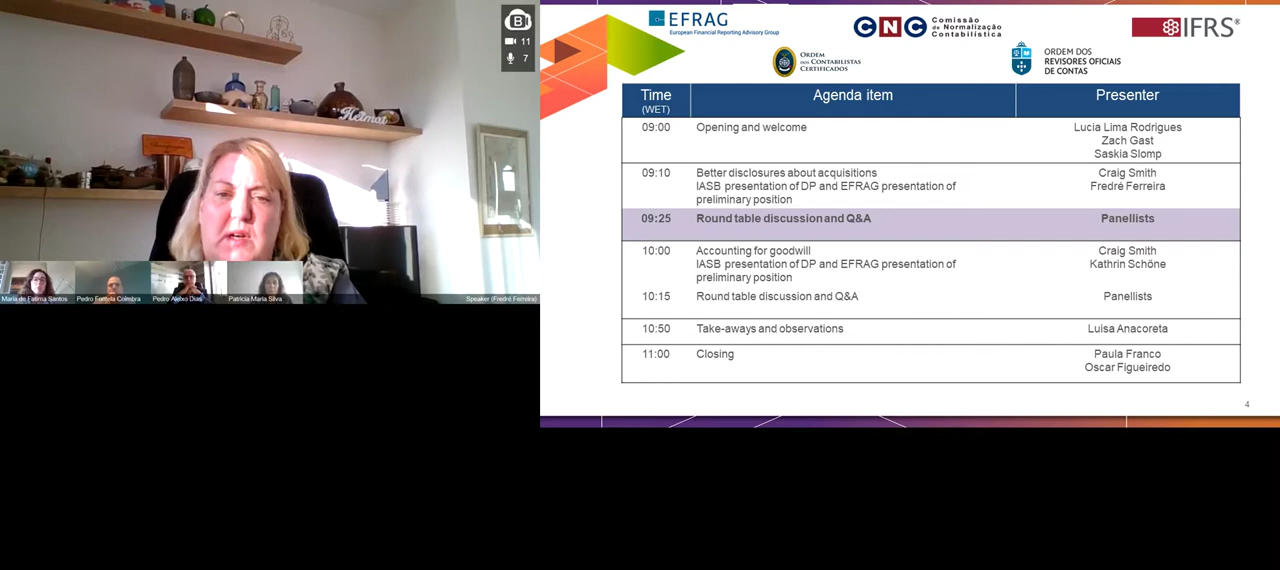 B
11
7
Helmat
Maria de Fatima Santos
Pedro Fontela Coimbra
Pedro Aleixo Dias
Patricia Maria Silva
Speaker (Fredré Ferreira)
EFRAG
European Financial Reporting Advisory Group
CNC Comissão
de Normalização
Contabilística
IFRS®
ORDEM
DOS CONTABILISTAS
CERTIFICADOS
ORDEM DOS
REVISORES OFICIAIS
DE CONTAS
Time
(WET)
Agenda item
Presenter
09:00 Opening and welcome Lucia Lima Rodrigues
Zach Gast
Saskia Slomp
09:10 Better disclosures about acquisitions Craig Smith
IASB presentation of DP and EFRAG presentation of Fredré Ferreira
preliminary position
09:25 Round table discussion and Q&A Panellists
10:00 Accounting for goodwill Craig Smith
IASB presentation of DP and EFRAG presentation of Kathrin Schöne
preliminary position
10:15 Round table discussion and Q&A Panellists
10:50 Take-aways and observations Luisa Anacoreta
11:00 Closing Paula Franco
Oscar Figueiredo
4